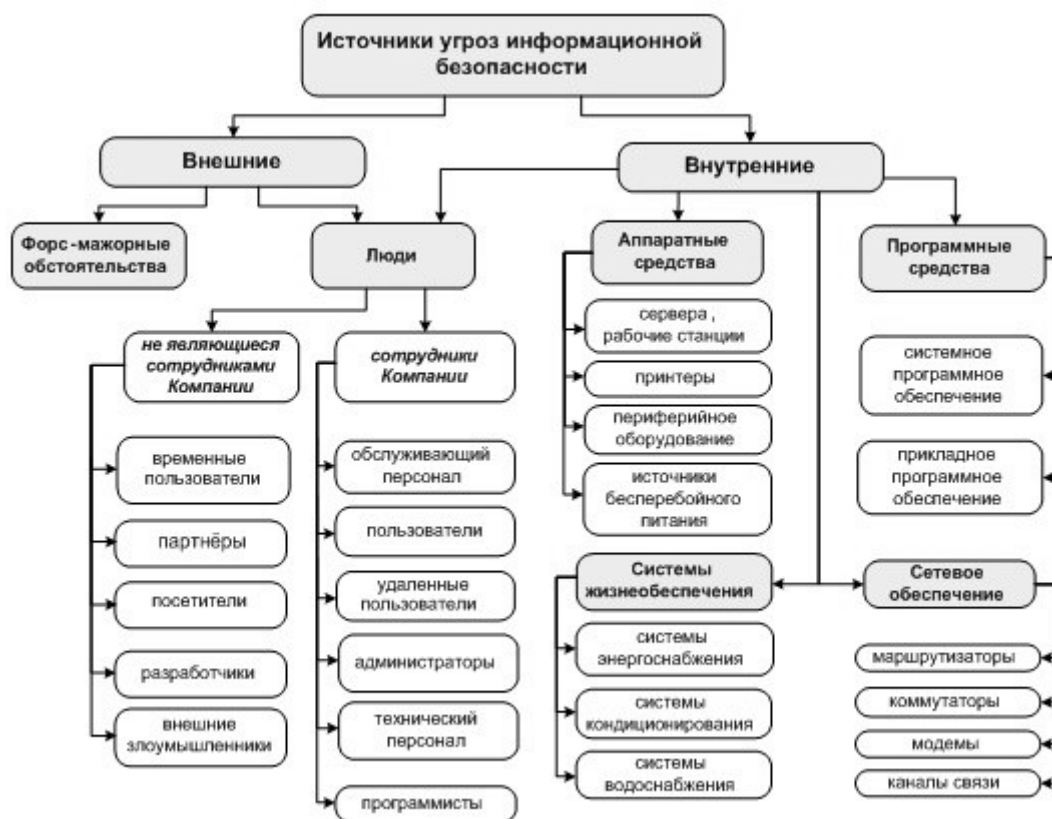 Источники угроз информационной
безопасности
Внешние
Внутренние
Форс-мажорные
обстоятельства
Люди
Аппаратные
средства
Программные
средства
не являющиеся
сотрудниками
Компании
сотрудники
Компании
временные
пользователи
партнёры
посетители
разработчики
внешние
злоумышленники
обслуживающий
персонал
пользователи
удаленные
пользователи
администраторы
технический
персонал
программисты
сервера ,
рабочие станции
принтеры
периферийное
оборудование
источники
бесперебойного
питания
системное
программное
обеспечение
прикладное
программное
обеспечение
Системы
жизнеобеспечения
системы
энергоснабжения
системы
кондиционирования
системы
водоснабжения
Сетевое
обеспечение
маршрутизаторы
коммутаторы
модемы
каналы связи